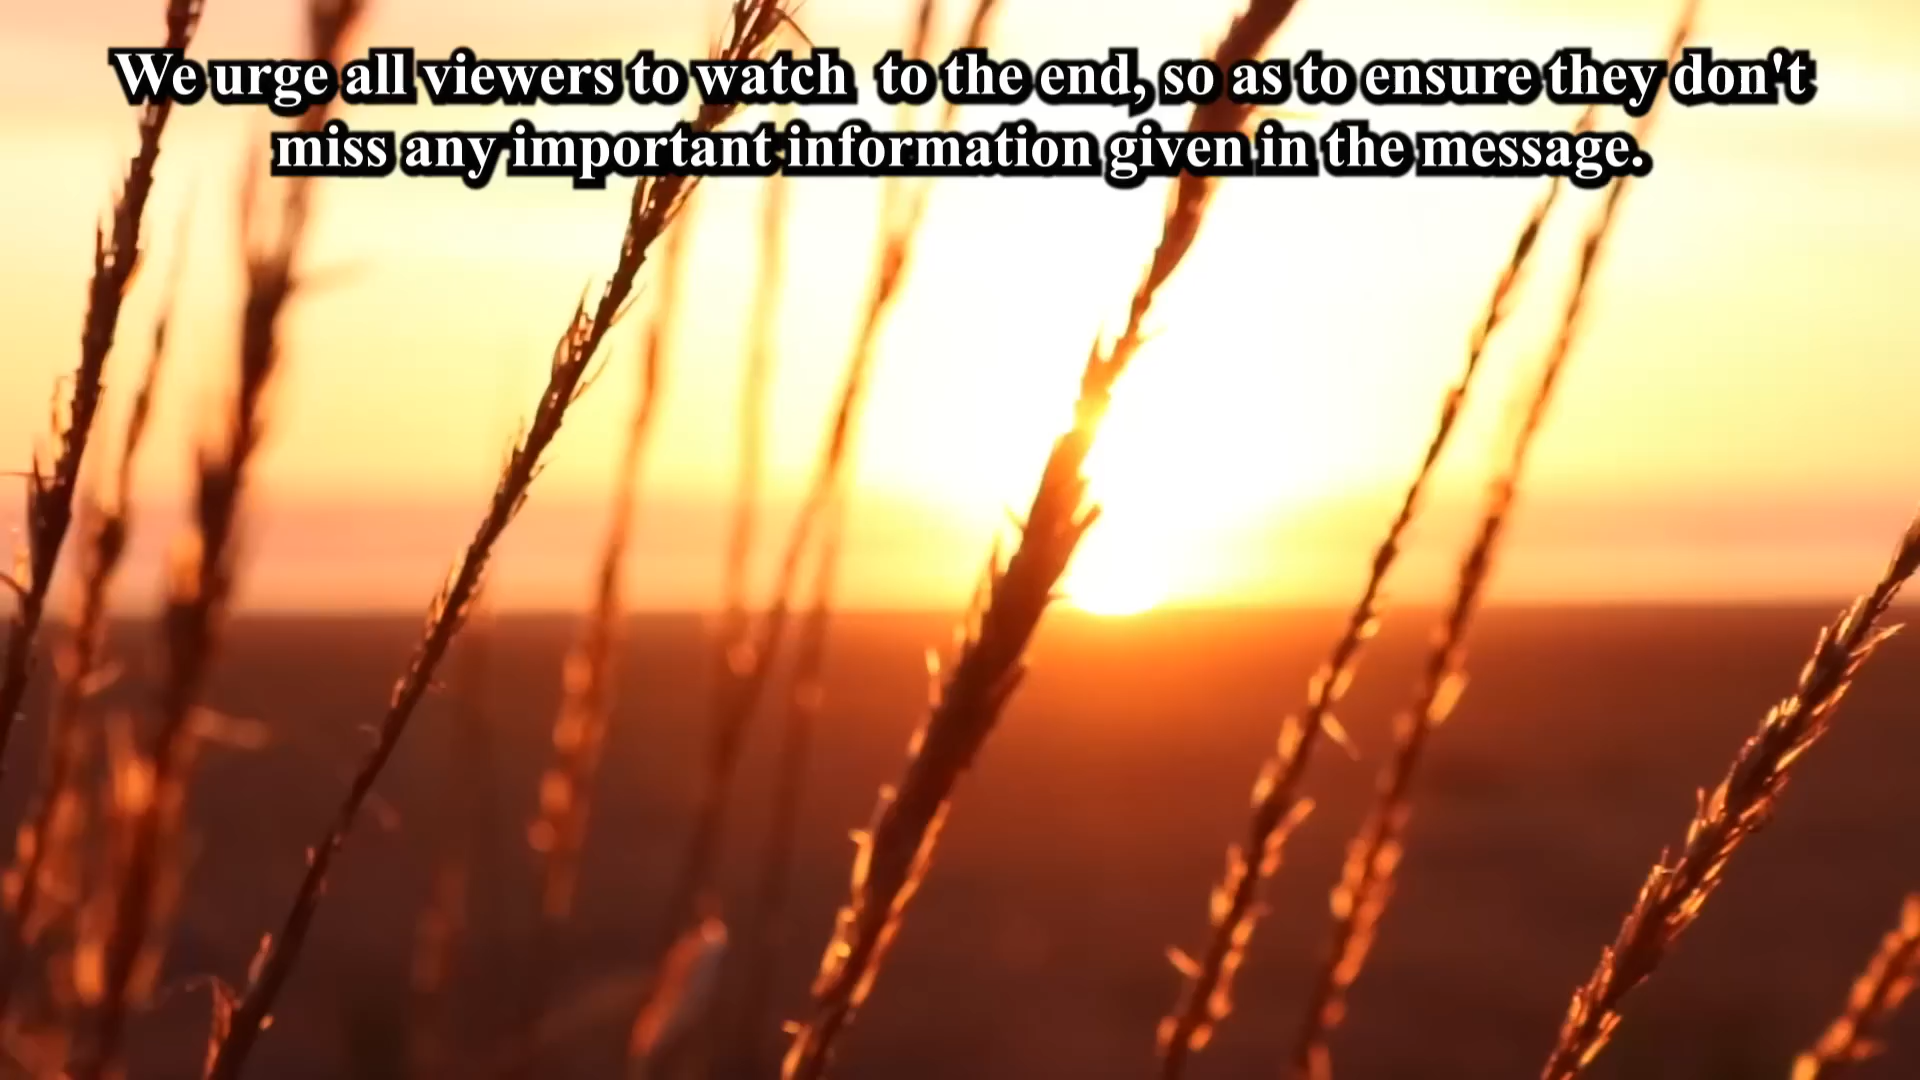 We urge all viewers to watch  to the end, so as to ensure they don't
miss any important information given in the message.